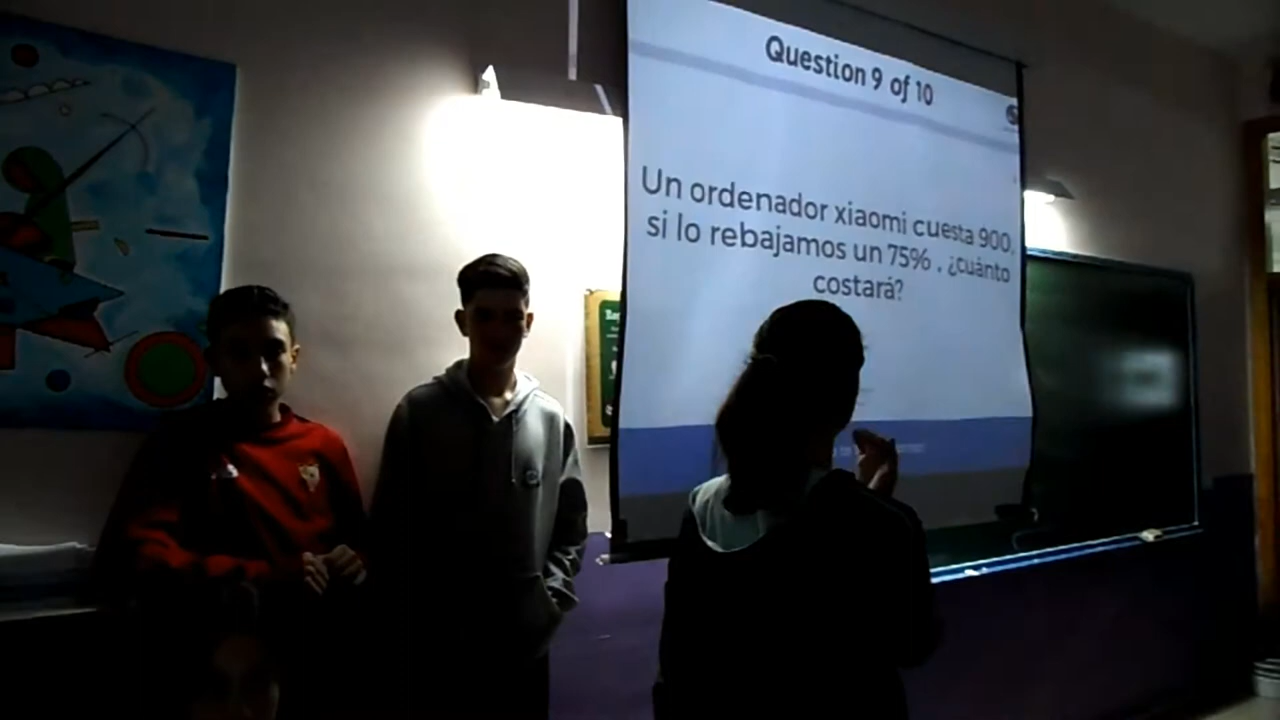 Question 9 of 10
Un ordenador xiaomi cuesta 900,
si lo rebajamos un 75% . ¿cuánto
costará?